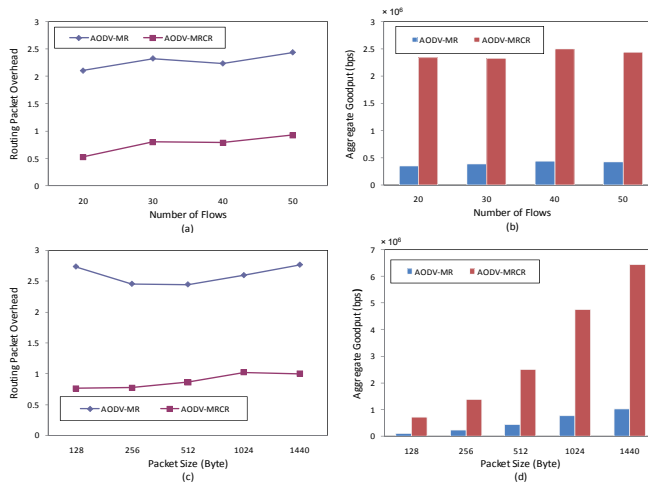 AODV-MR
AODV-MRCR
Routing Packet Overhead
3
2.5
2
1.5
1
0.5
0
20
30
40
50
Number of Flows
(a)
× 10⁶
AODV-MR
AODV-MRCR
Aggregate Goodput (bps)
3
2.5
2
1.5
1
0.5
0
20
30
40
50
Number of Flows
(b)
Routing Packet Overhead
3
2.5
2
1.5
1
0.5
0
AODV-MR
AODV-MRCR
128
256
512
1024
1440
Packet Size (Byte)
(c)
× 10⁶
AODV-MR
AODV-MRCR
Aggregate Goodput (bps)
7
6
5
4
3
2
1
0
128
256
512
1024
1440
Packet Size (Byte)
(d)